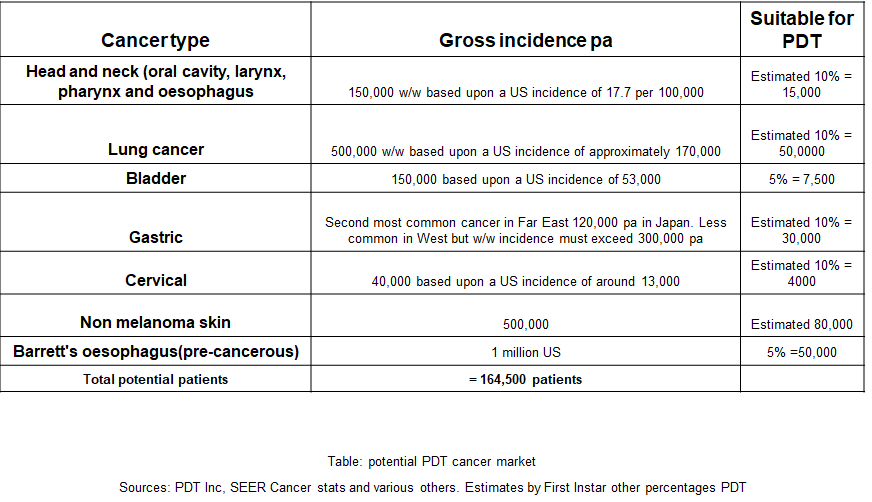 Cancer type Gross incidence pa Suitable for
PDT
Head and neck (oral cavity, larynx,
pharynx and oesophagus 150,000 w/w based upon a US incidence of 17.7 per 100,000 Estimated 10% =
15,000
Lung cancer 500,000 w/w based upon a US incidence of approximately 170,000 Estimated 10% =
50,0000
Bladder 150,000 based upon a US incidence of 53,000 5% = 7,500
Gastric Second most common cancer in Far East 120,000 pa in Japan. Less
common in West but w/w incidence must exceed 300,000 pa Estimated 10% =
30,000
Cervical 40,000 based upon a US incidence of around 13,000 Estimated 10% =
4000
Non melanoma skin 500,000 Estimated 80,000
Barrett's oesophagus(pre-cancerous) 1 million US 5% =50,000
Total potential patients = 164,500 patients
Table: potential PDT cancer market
Sources: PDT Inc, SEER Cancer stats and various others. Estimates by First Instar other percentages PDT